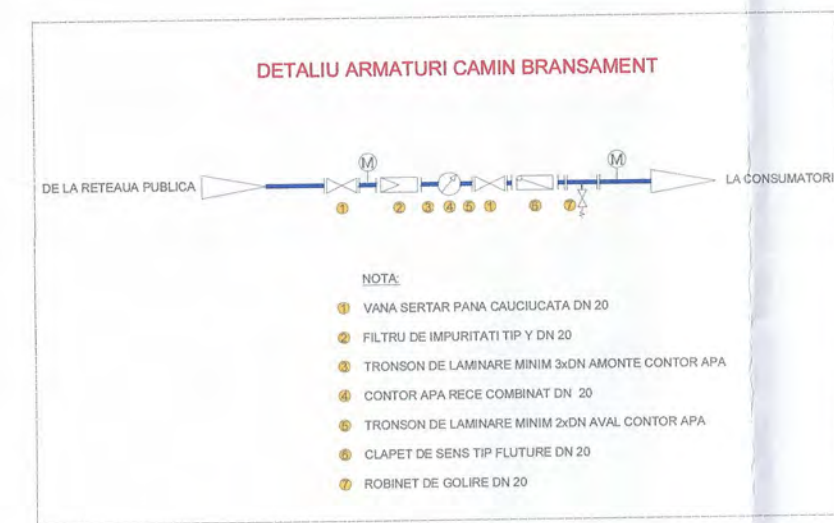 DETALIU ARMATURI CAMIN BRANSAMENT
M
M
DE LA RETEAUA PUBLICA
LA CONSUMATORI
1 2 3 4 5 1 6 7
NOTA:
1 VANA SERTAR PANA CAUCIUCATA DN 20
2 FILTRU DE IMPURITATI TIP Y DN 20
3 TRONSON DE LAMINARE MINIM 3xDN AMONTE CONTOR APA
4 CONTOR APA RECE COMBINAT DN 20
5 TRONSON DE LAMINARE MINIM 2xDN AVAL CONTOR APA
6 CLAPET DE SENS TIP FLUTURE DN 20
7 ROBINET DE GOLIRE DN 20